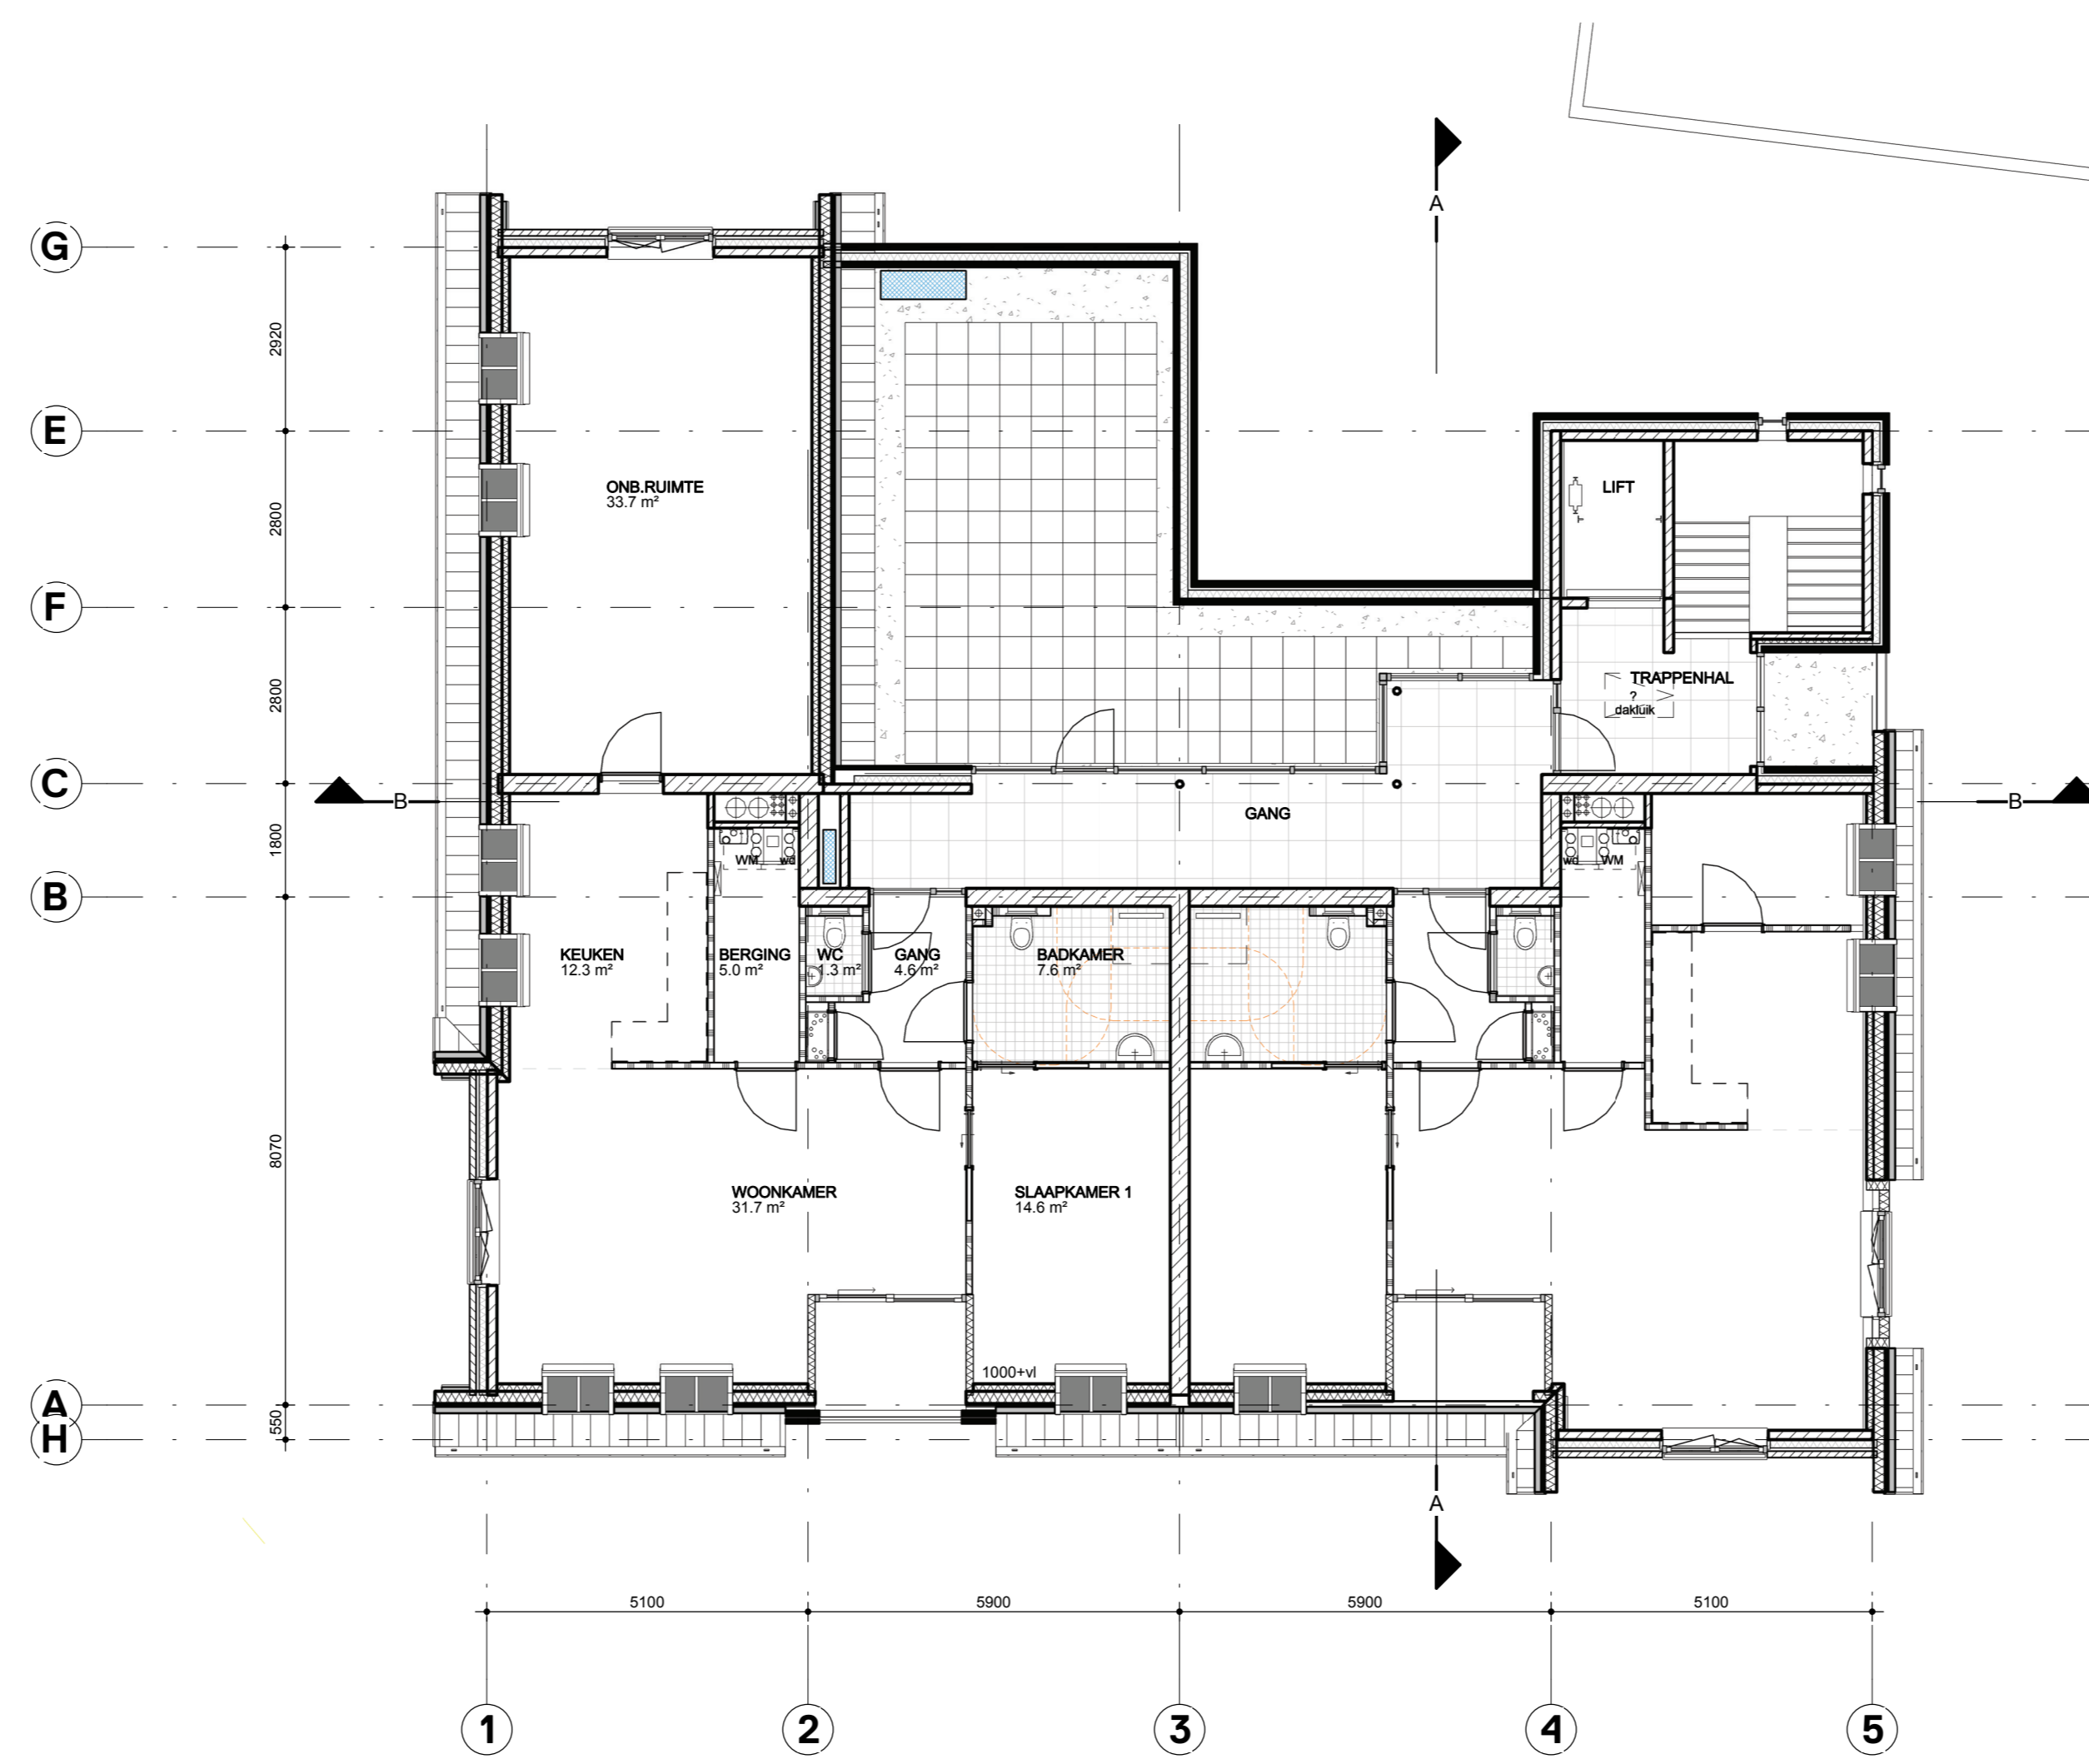 A
G
2920
E
ONB.RUIMTE
33.7 m²
LIFT
2800
F
TRAPPENHAL
?
dakluik
2800
C
B
B
GANG
1800
WM
wd
wd
WM
B
KEUKEN
12.3 m²
BERGING
5.0 m²
WC
1.3 m²
GANG
4.6 m²
BADKAMER
7.6 m²
8070
WOONKAMER
31.7 m²
SLAAPKAMER 1
14.6 m²
1000+vl
A
550
H
A
5100
5900
5900
5100
1
2
3
4
5